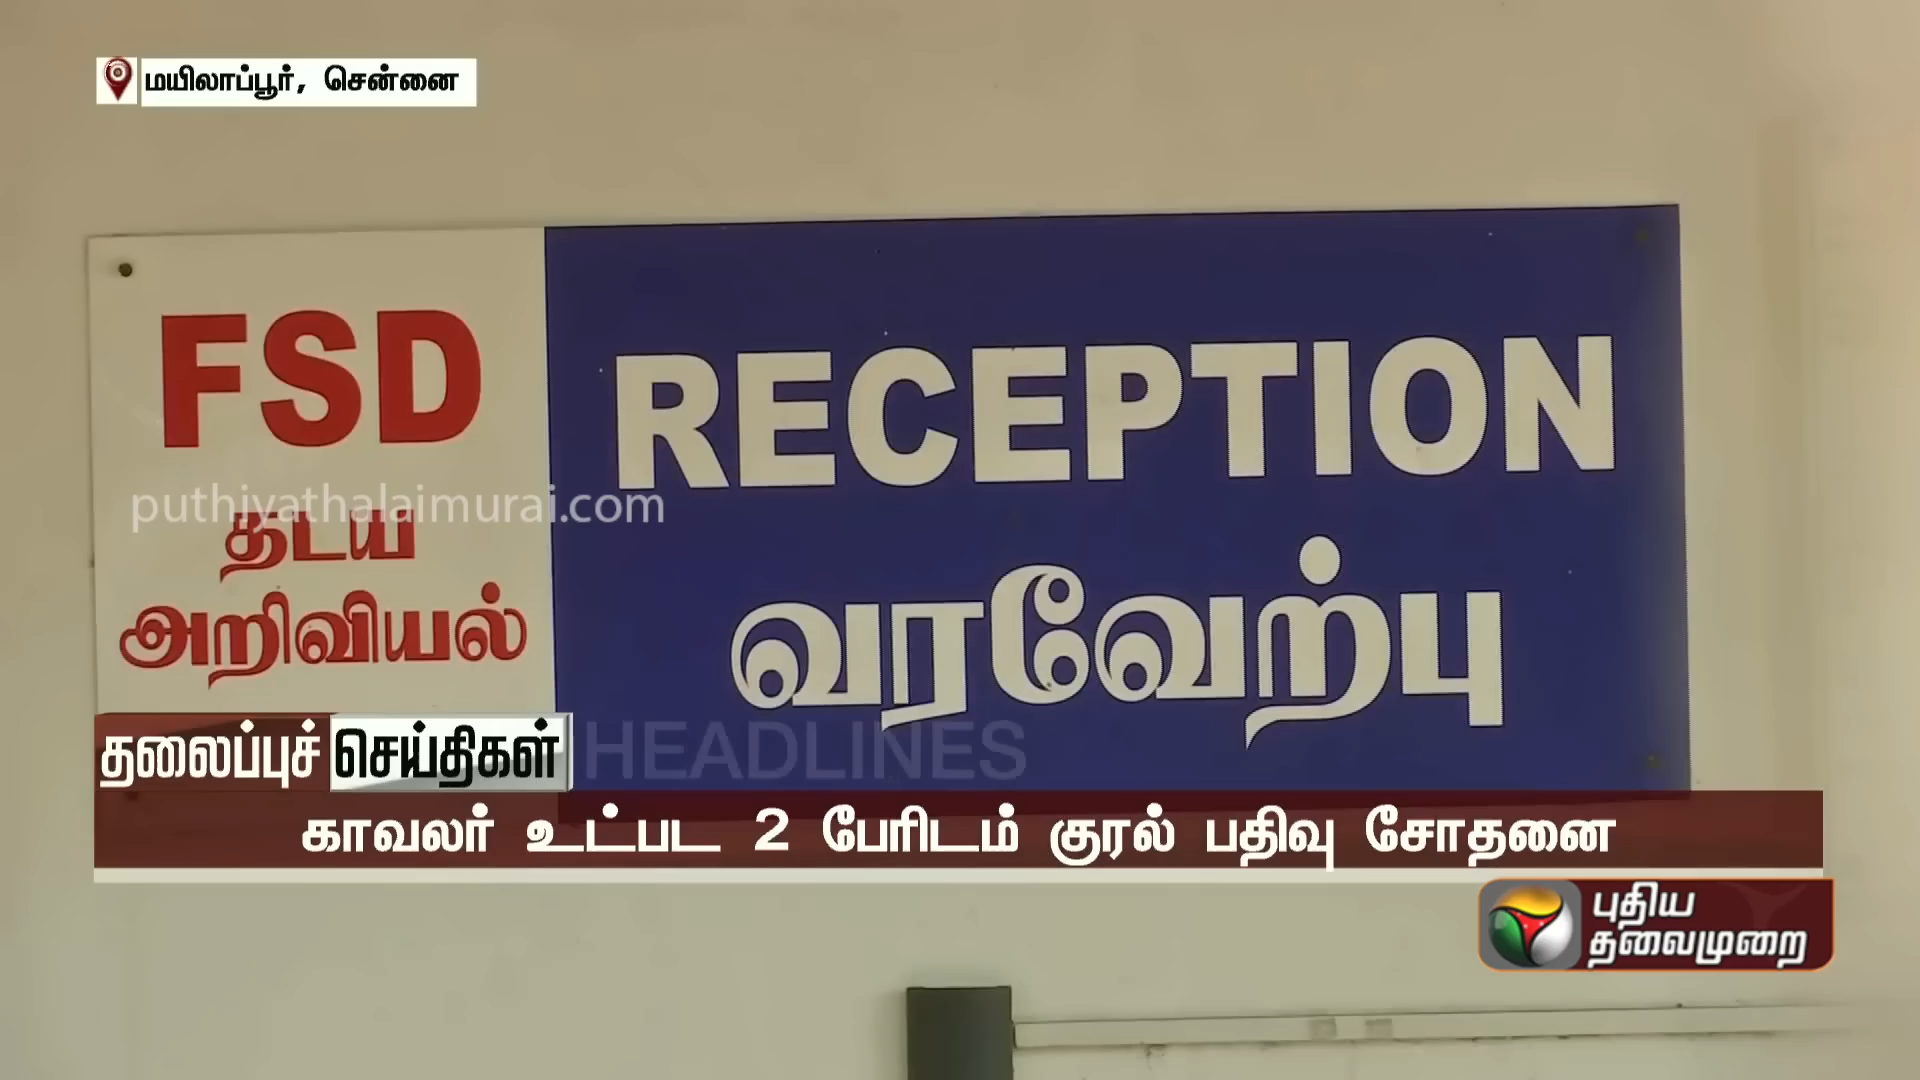 மயிலாப்பூர், சென்னை
FSD
தடய
அறிவியல்
RECEPTION
வரவேற்பு
puthiyathalaimurai.com
தலைப்புச் செய்திகள் HEADLINES
காவலர் உட்பட 2 பேரிடம் குரல் பதிவு சோதனை
புதிய
தலைமுறை